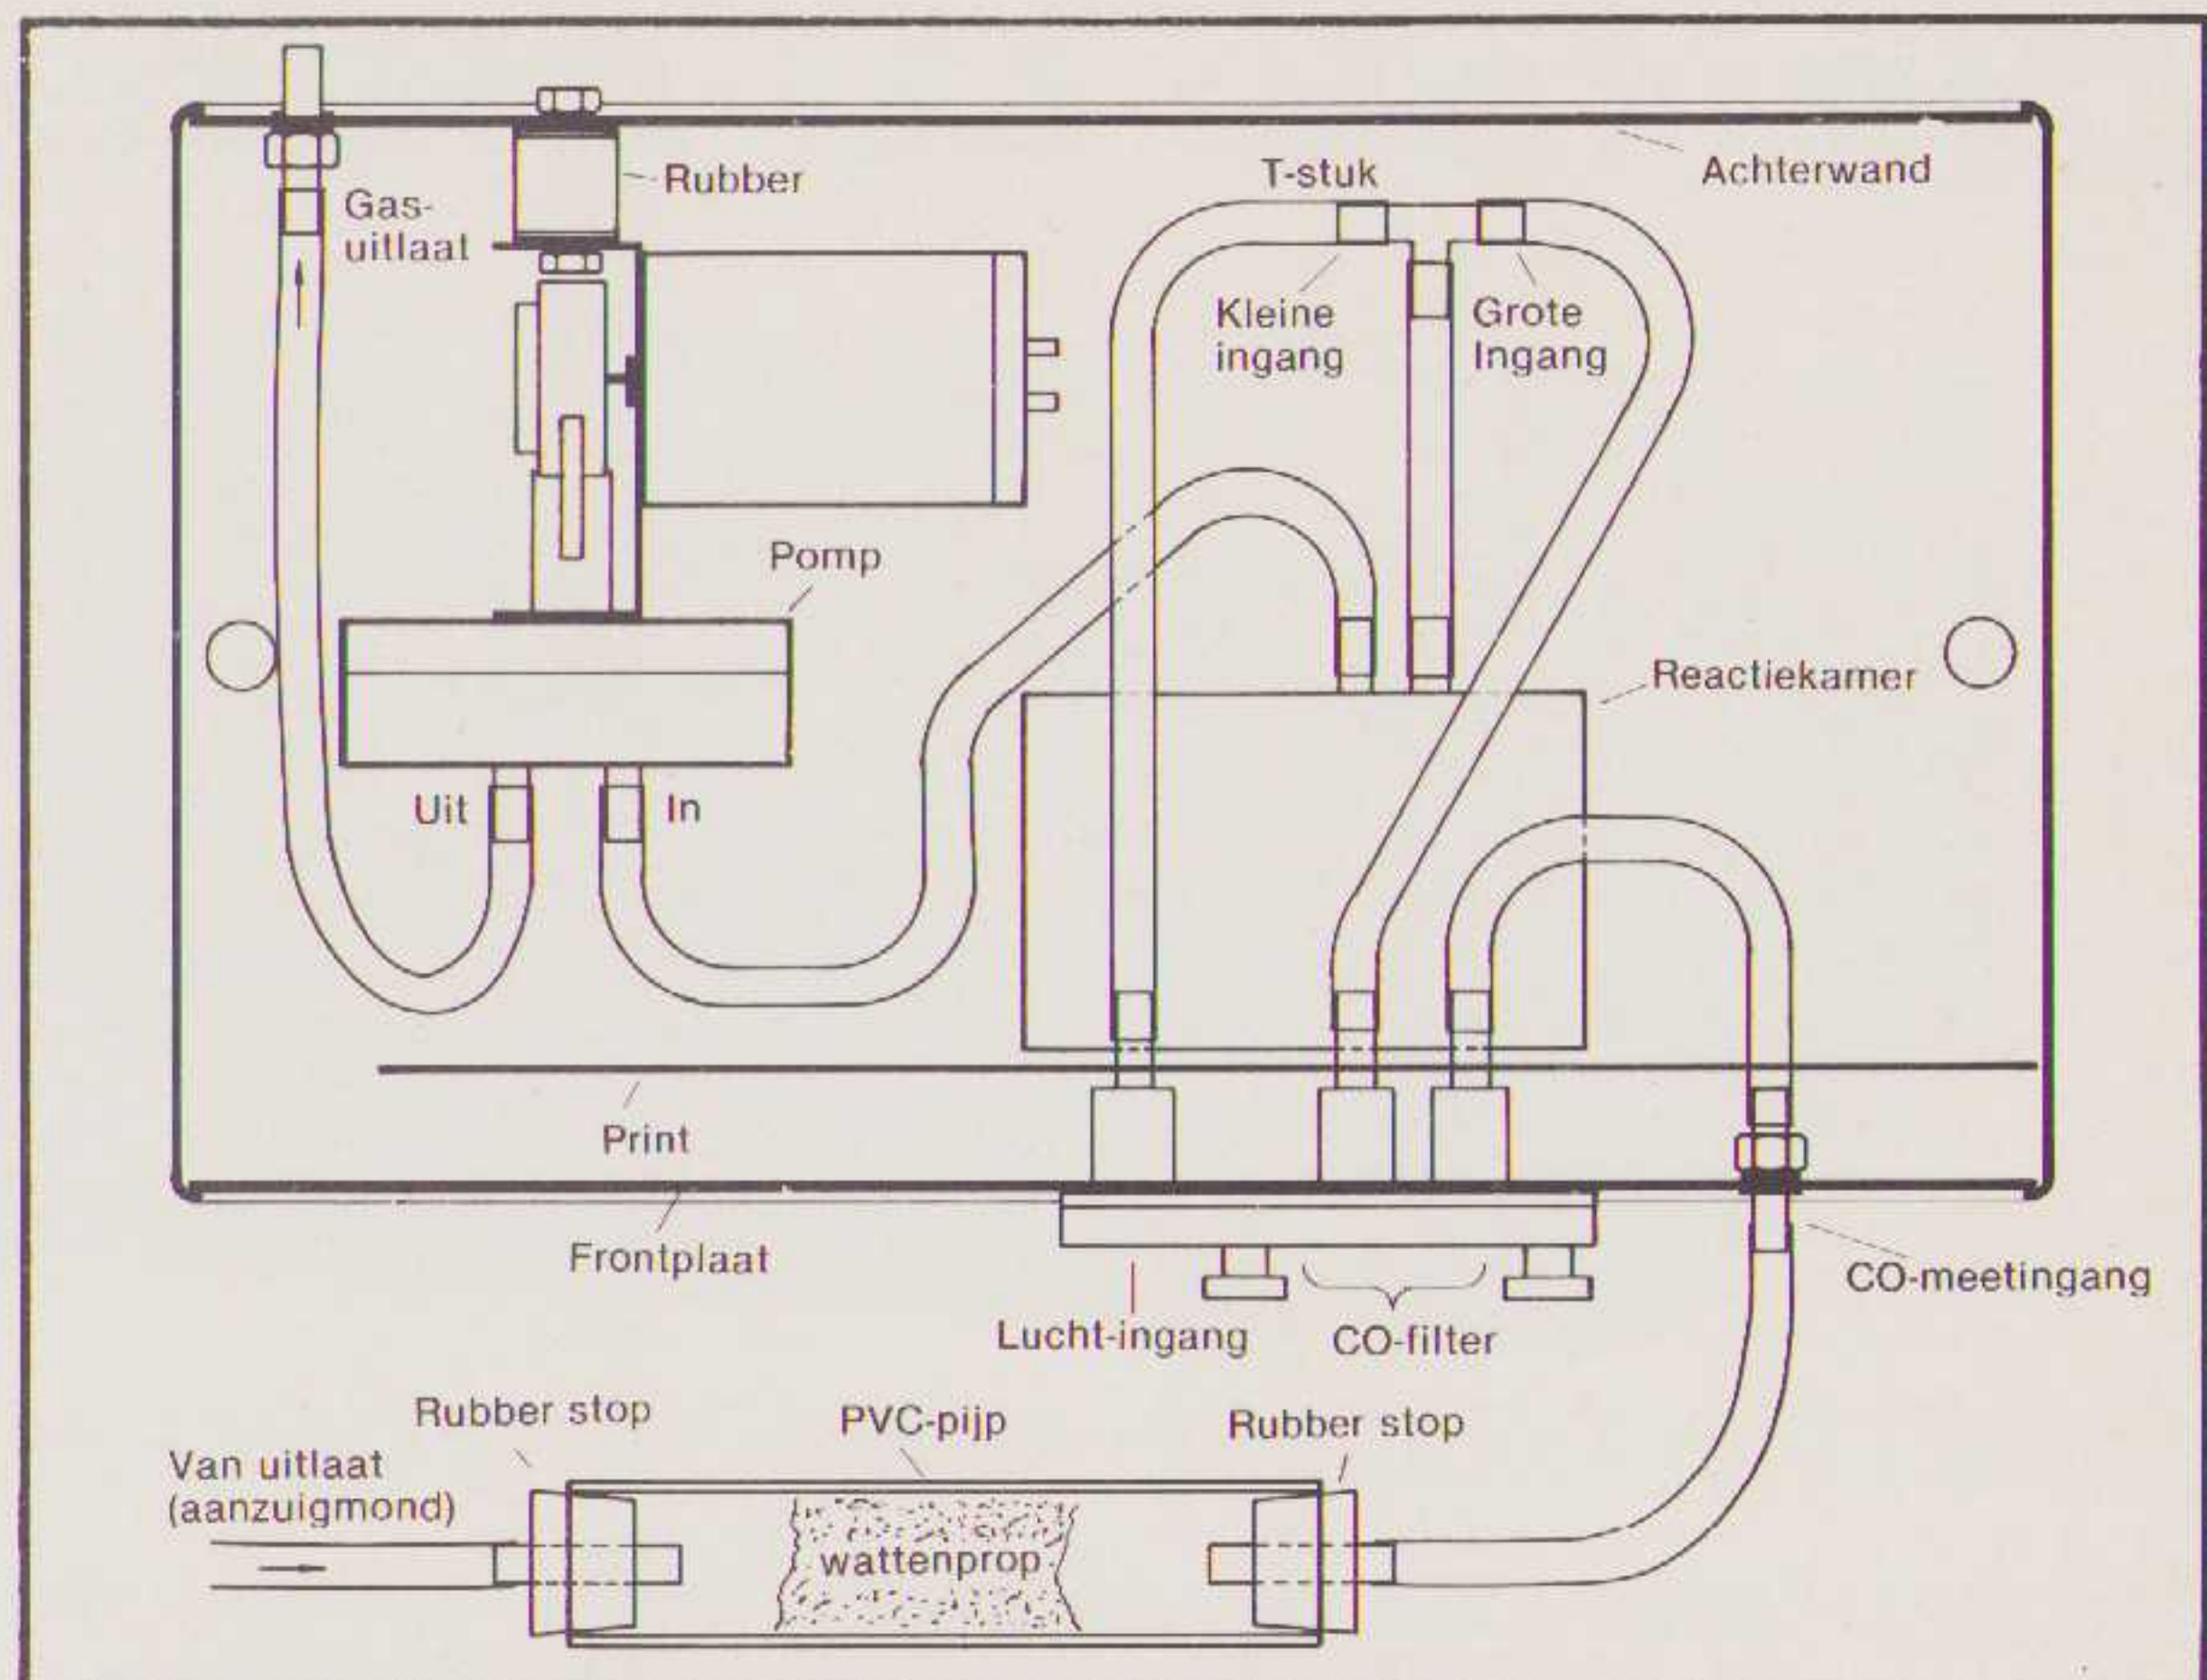 Rubber
T-stuk
Achterwand
Gas-
uitlaat
Kleine
ingang
Grote
Ingang
Pomp
Reactiekamer
Uit
In
Print
Frontplaat
CO-meetingang
Lucht-ingang
CO-filter
Rubber stop
PVC-pijp
Rubber stop
Van uitlaat
(aanzuigmond)
wattenprop